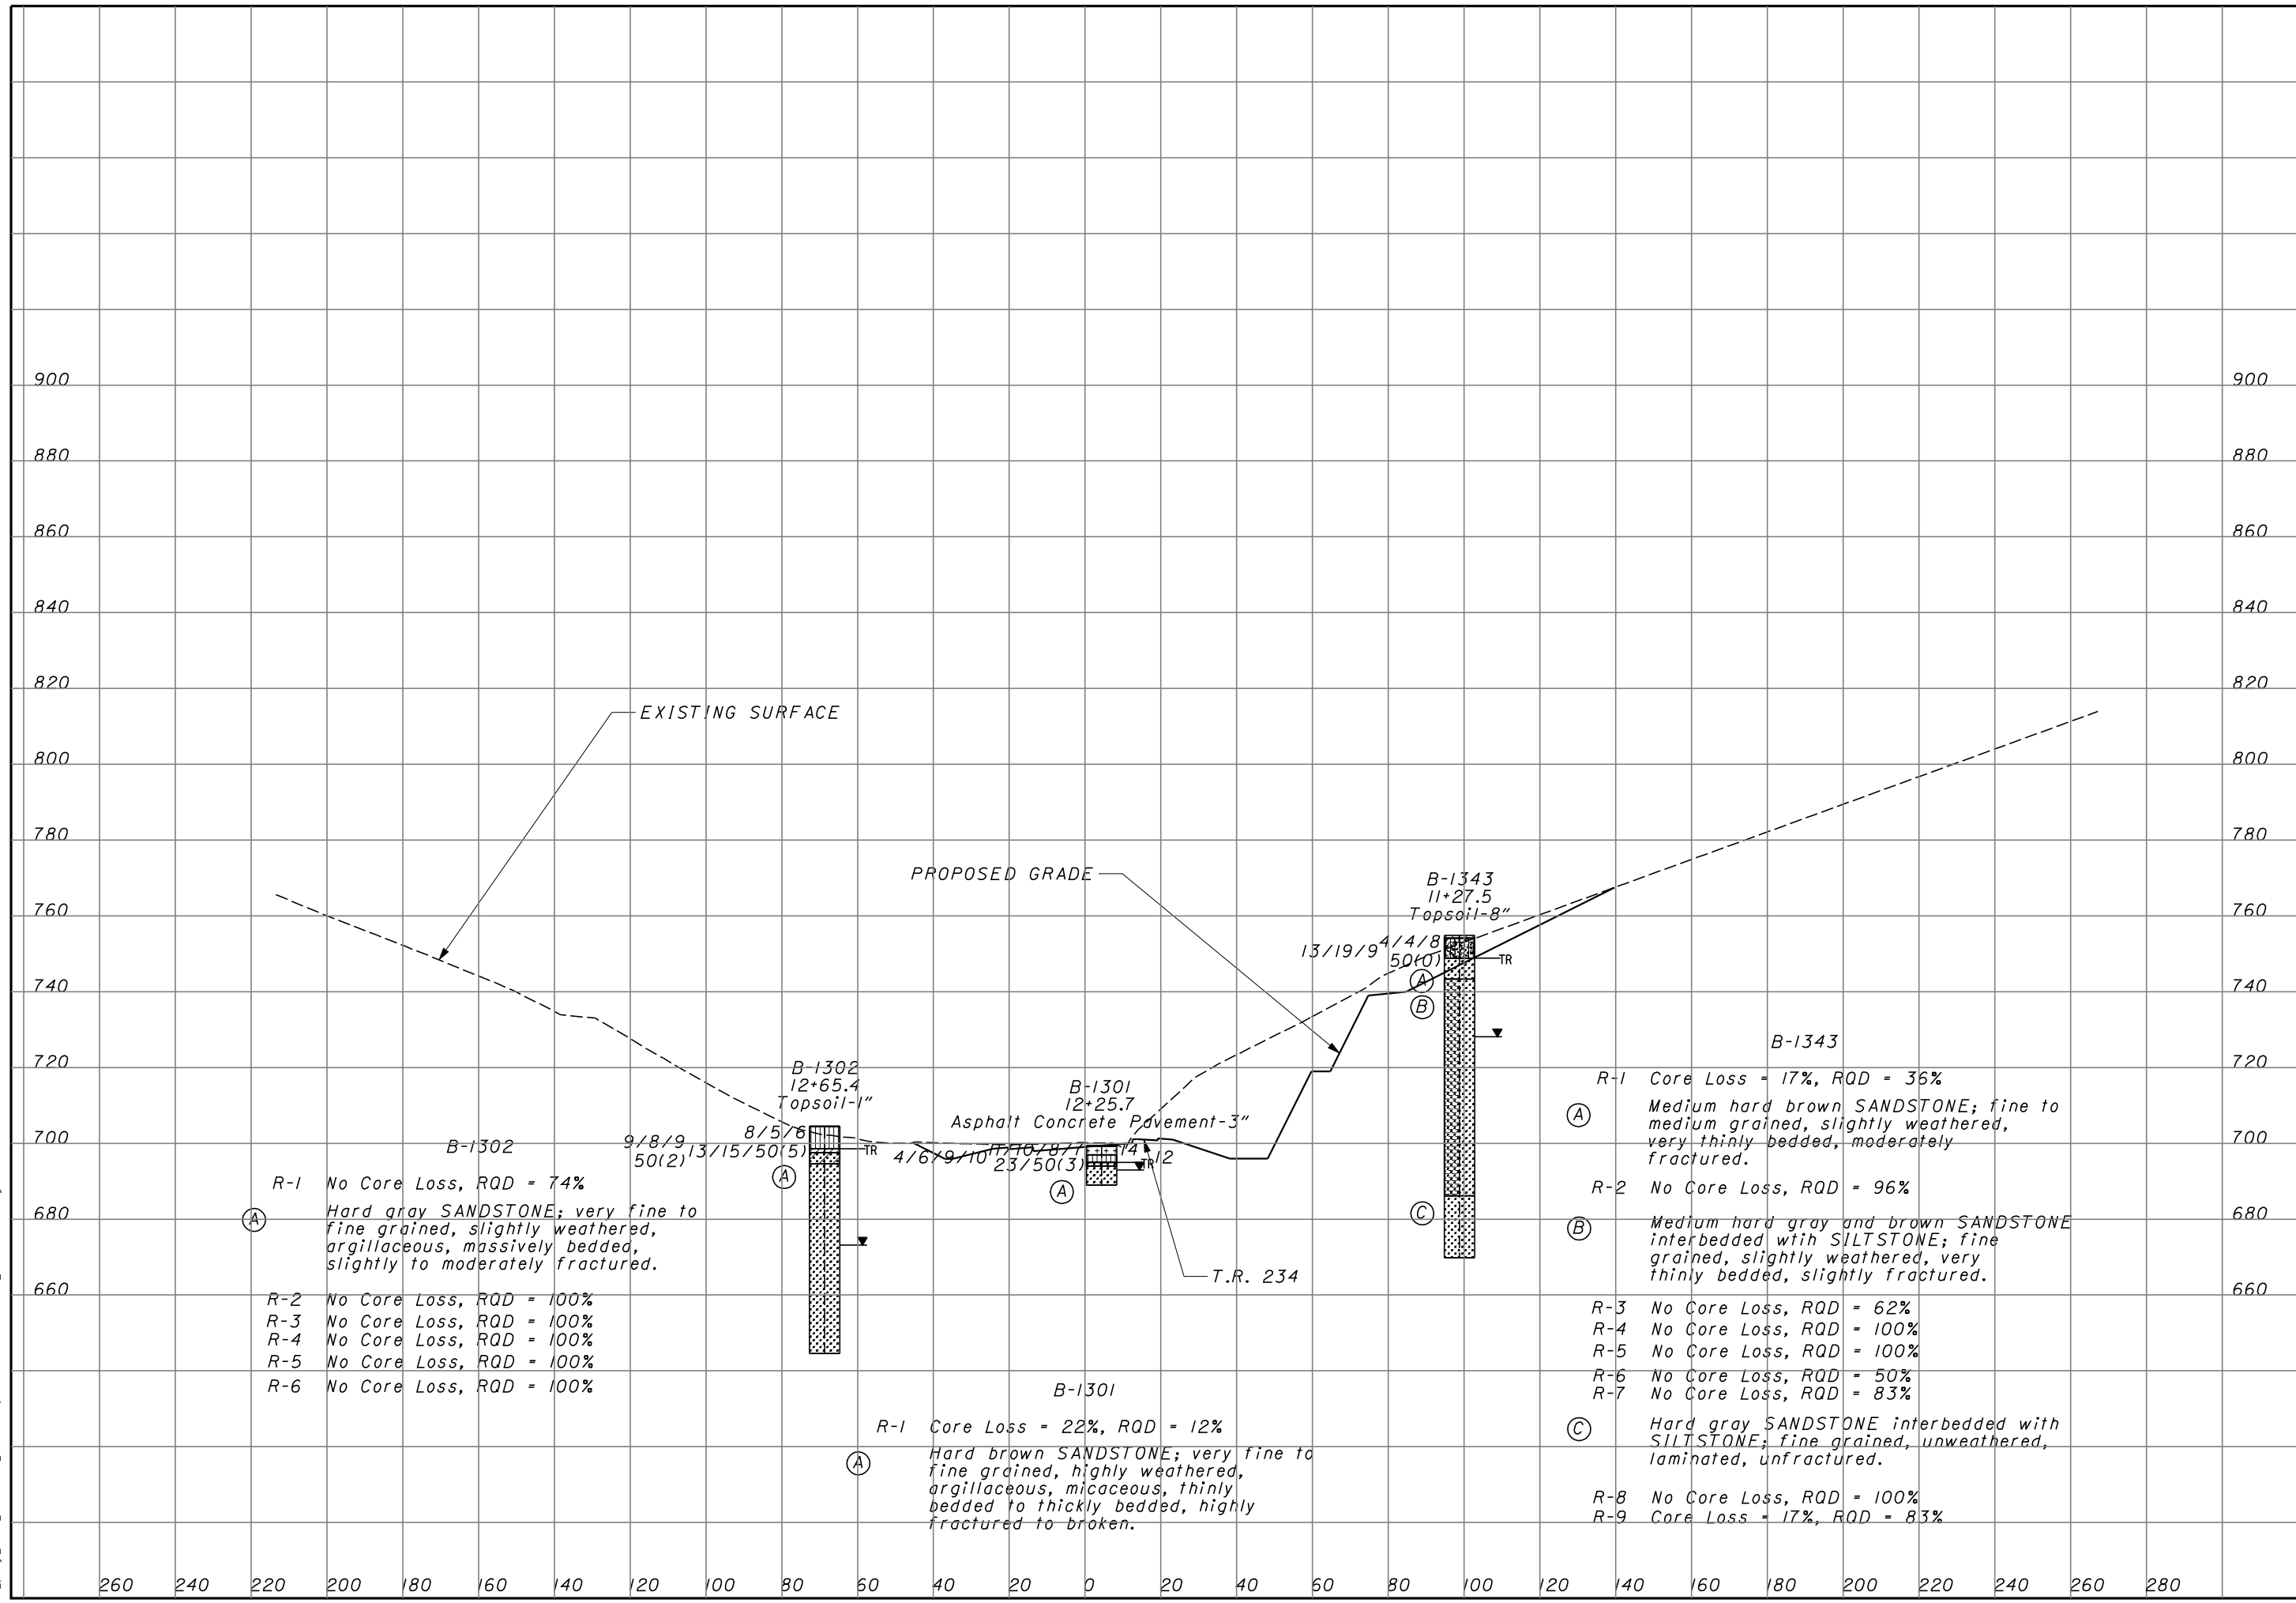 900 900
880 880
860 860
840 840
820 820
EXISTING SURFACE
800 800
780 780
PROPOSED GRADE
B-1343
11+27.5
Topsoil-8"
760 760
4/4/8
13/19/9
50(0)
TR
A
740 740
B
B-1302
12+65.4
Topsoil-1"
720 720
B-1301
12+25.7
Asphalt Concrete Pavement-3"
8/5/6
9/8/9
13/15/50(5)
50(2)
TR
A
700 700
4/6/9/10
23/50(3)
14
12
TR
A
C
T.R. 234
680 680
660 660
B-1302
R-1 No Core Loss, RQD = 74%
A
Hard gray SANDSTONE; very fine to
fine grained, slightly weathered,
argillaceous, massively bedded,
slightly to moderately fractured.
R-2 No Core Loss, RQD = 100%
R-3 No Core Loss, RQD = 100%
R-4 No Core Loss, RQD = 100%
R-5 No Core Loss, RQD = 100%
R-6 No Core Loss, RQD = 100%
B-1301
R-1 Core Loss = 22%, RQD = 12%
A
Hard brown SANDSTONE; very fine to
fine grained, highly weathered,
argillaceous, micaceous, thinly
bedded to thickly bedded, highly
fractured to broken.
B-1343
R-1 Core Loss = 17%, RQD = 36%
A
Medium hard brown SANDSTONE; fine to
medium grained, slightly weathered,
very thinly bedded, moderately
fractured.
R-2 No Core Loss, RQD = 96%
B
Medium hard gray and brown SANDSTONE
interbedded wtih SILTSTONE; fine
grained, slightly weathered, very
thinly bedded, slightly fractured.
R-3 No Core Loss, RQD = 62%
R-4 No Core Loss, RQD = 100%
R-5 No Core Loss, RQD = 100%
R-6 No Core Loss, RQD = 50%
R-7 No Core Loss, RQD = 83%
C
Hard gray SANDSTONE interbedded with
SILTSTONE; fine grained, unweathered,
laminated, unfractured.
R-8 No Core Loss, RQD = 100%
R-9 Core Loss = 17%, RQD = 83%
260 240 220 200 180 160 140 120 100 80 60 40 20 0 20 40 60 80 100 120 140 160 180 200 220 240 260 280